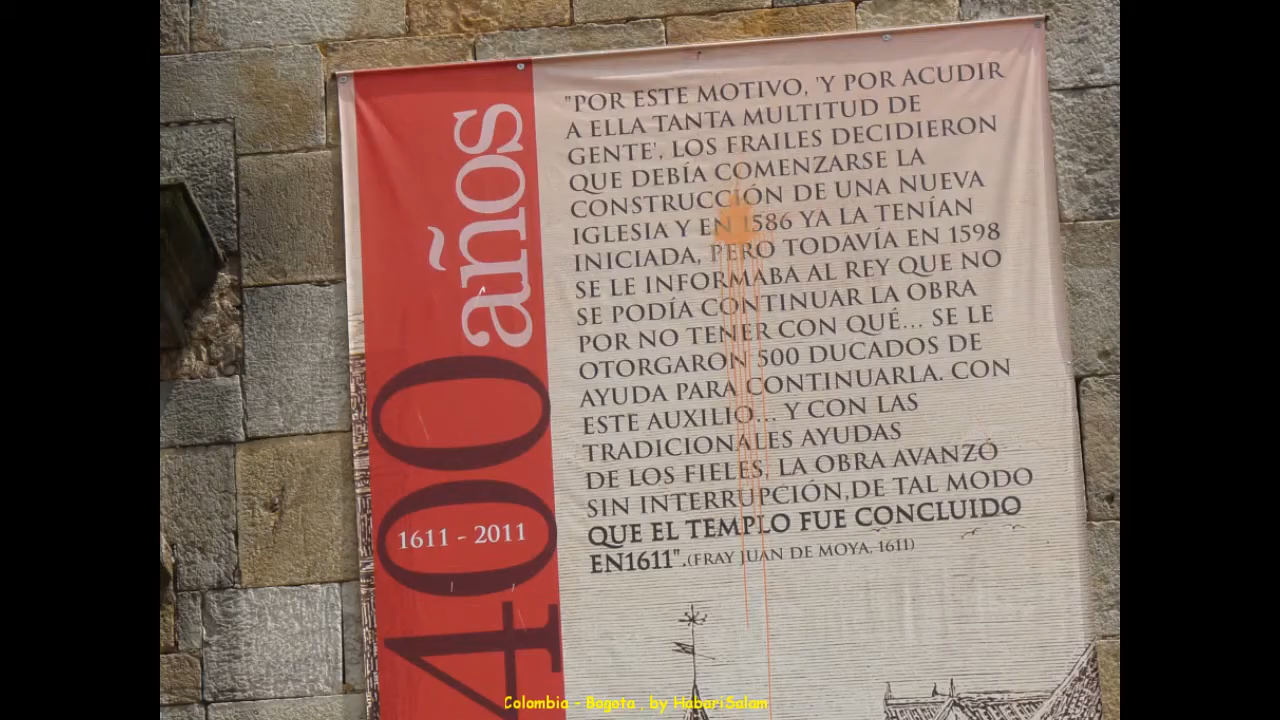 "POR ESTE MOTIVO, 'Y POR ACUDIR
A ELLA TANTA MULTITUD DE
GENTE', LOS FRAILES DECIDIERON
QUE DEBÍA COMENZARSE LA
CONSTRUCCIÓN DE UNA NUEVA
IGLESIA Y EN 1586 YA LA TENÍAN
INICIADA, PERO TODAVÍA EN 1598
SE LE INFORMABA AL REY QUE NO
SE PODÍA CONTINUAR LA OBRA
POR NO TENER CON QUÉ... SE LE
OTORGARON 500 DUCADOS DE
AYUDA PARA CONTINUARLA. CON
ESTE AUXILIO... Y CON LAS
TRADICIONALES AYUDAS
DE LOS FIELES, LA OBRA AVANZÓ
SIN INTERRUPCIÓN,DE TAL MODO
QUE EL TEMPLO FUE CONCLUIDO
EN1611".(FRAY JUAN DE MOYA, 1611)
400 años
1611 - 2011
Colombia - Bogota , by HabariSalam